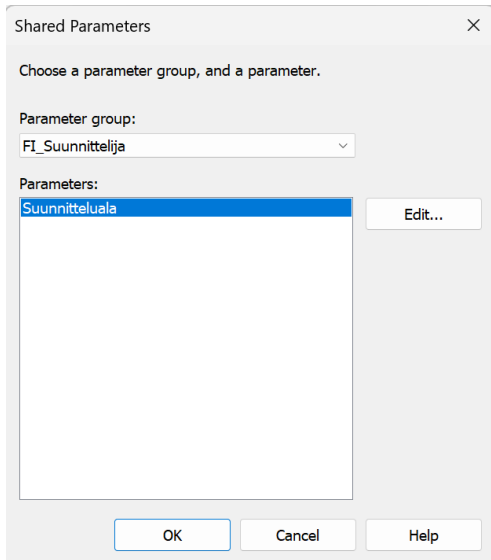 Shared Parameters
Choose a parameter group, and a parameter.
Parameter group:
FI_Suunnittelija
Parameters:
Suunnitteluala
Edit...
OK
Cancel
Help